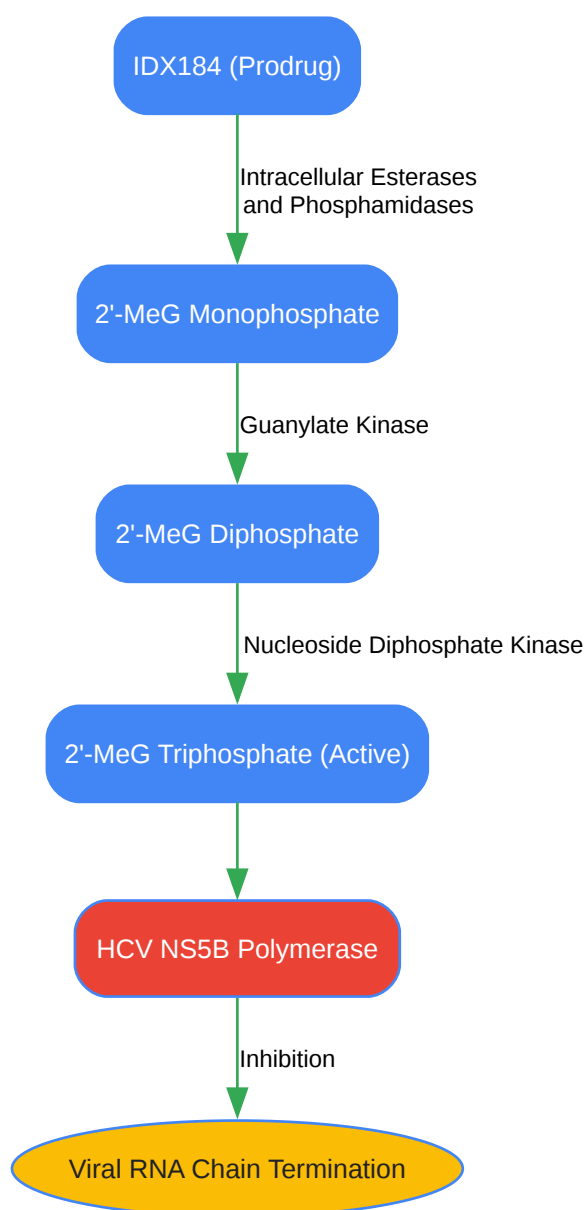 IDX184 (Prodrug)
Intracellular Esterases
and Phosphamidases
2'-MeG Monophosphate
Guanylate Kinase
2'-MeG Diphosphate
Nucleoside Diphosphate Kinase
2'-MeG Triphosphate (Active)
HCV NS5B Polymerase
Inhibition
Viral RNA Chain Termination